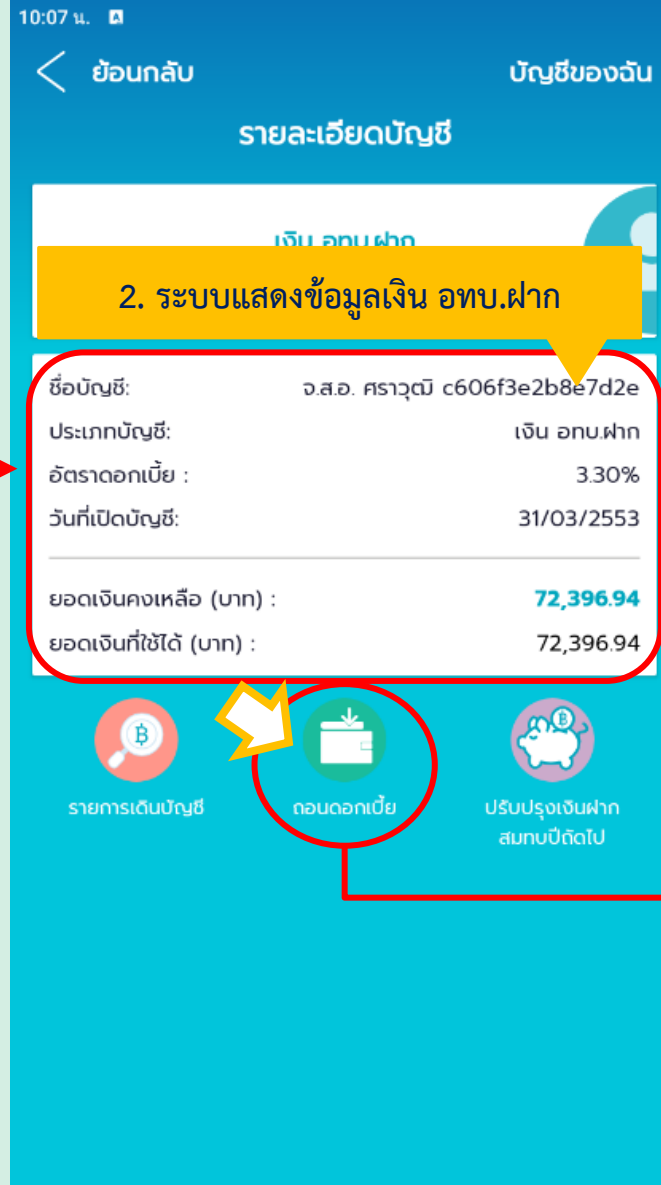 10:07 น.
ย้อนกลับ บัญชีของฉัน
รายละเอียดบัญชี
เงิน อทบ.ฝาก
2. ระบบแสดงข้อมูลเงิน อทบ.ฝาก
ชื่อบัญชี: จ.ส.อ. ศราวุฒิ c606f3e2b8e7d2e
ประเภทบัญชี: เงิน อทบ.ฝาก
อัตราดอกเบี้ย : 3.30%
วันที่เปิดบัญชี: 31/03/2553
ยอดเงินคงเหลือ (บาท) : 72,396.94
ยอดเงินที่ใช้ได้ (บาท) : 72,396.94
รายการเดินบัญชี
ถอนดอกเบี้ย
ปรับปรุงเงินฝาก
สมทบปีถัดไป